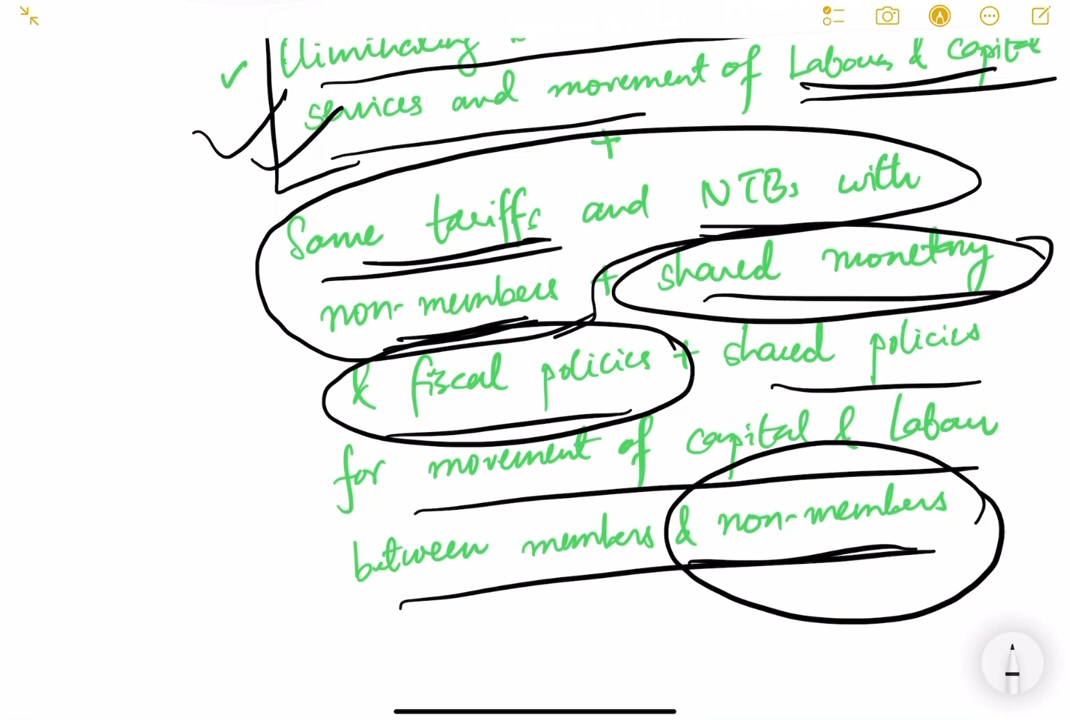 Eliminating
services and movement of Labour & capital
+
Same tariffs and NTBs with
non-members + shared monetary
& fiscal policies + shared policies
for movement of capital & Labour
between members & non-members